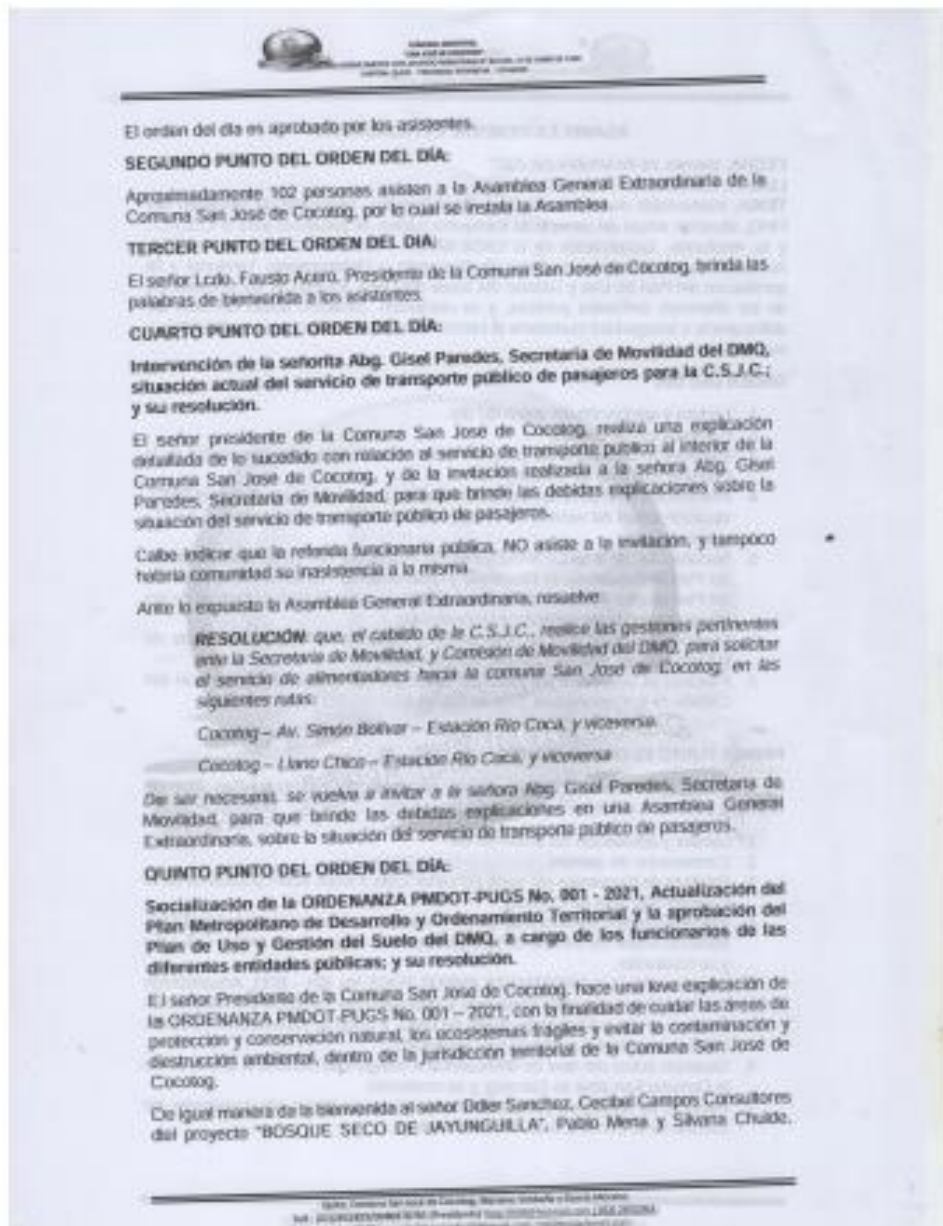 COMUNA ANCESTRAL
"SAN JOSÉ DE COCOTOG"
El orden del día es aprobado por los asistentes.
SEGUNDO PUNTO DEL ORDEN DEL DÍA:
Aproximadamente 102 personas asisten a la Asamblea General Extraordinaria de la
Comuna San José de Cocotog, por lo cual se instala la Asamblea.
TERCER PUNTO DEL ORDEN DEL DÍA:
El señor Lcdo. Fausto Acero, Presidente de la Comuna San José de Cocotog, brinda las
palabras de bienvenida a los asistentes.
CUARTO PUNTO DEL ORDEN DEL DÍA:
Intervención de la señorita Abg. Gisel Paredes, Secretaria de Movilidad del DMQ,
situación actual del servicio de transporte público de pasajeros para la C.S.J.C.;
y su resolución.
El señor presidente de la Comuna San José de Cocotog, realiza una explicación
detallada de lo sucedido con relación al servicio de transporte público al interior de la
Comuna San José de Cocotog, y de la invitación realizada a la señora Abg. Gisel
Paredes, Secretaria de Movilidad, para que brinde las debidas explicaciones sobre la
situación del servicio de transporte público de pasajeros.
Cabe indicar que la referida funcionaria pública, NO asiste a la invitación, y tampoco
habría comunidad su inasistencia a la misma.
Ante lo expuesto la Asamblea General Extraordinaria, resuelve:
RESOLUCIÓN: que, el cabildo de la C.S.J.C., realice las gestiones pertinentes
ante la Secretaría de Movilidad, y Comisión de Movilidad del DMQ, para solicitar
el servicio de alimentadores hacia la comuna San José de Cocotog, en las
siguientes rutas:
Cocotog – Av. Simón Bolívar – Estación Río Coca, y viceversa.
Cocotog – Llano Chico – Estación Río Coca, y viceversa
De ser necesario, se vuelva a invitar a la señora Abg. Gisel Paredes, Secretaria de
Movilidad, para que brinde las debidas explicaciones en una Asamblea General
Extraordinaria, sobre la situación del servicio de transporte público de pasajeros.
QUINTO PUNTO DEL ORDEN DEL DÍA:
Socialización de la ORDENANZA PMDOT-PUGS No. 001 - 2021, Actualización del
Plan Metropolitano de Desarrollo y Ordenamiento Territorial y la aprobación del
Plan de Uso y Gestión del Suelo del DMQ, a cargo de los funcionarios de las
diferentes entidades públicas; y su resolución.
El señor Presidente de la Comuna San José de Cocotog, hace una leve explicación de
la ORDENANZA PMDOT-PUGS No. 001 – 2021, con la finalidad de cuidar las áreas de
protección y conservación natural, los ecosistemas frágiles y evitar la contaminación y
destrucción ambiental, dentro de la jurisdicción territorial de la Comuna San José de
Cocotog.
De igual manera da la bienvenida al señor Didier Sanchez, Cecibel Campos Consultores
del proyecto "BOSQUE SECO DE JAYUNGUILLA", Pablo Mena y Silvana Chulde,